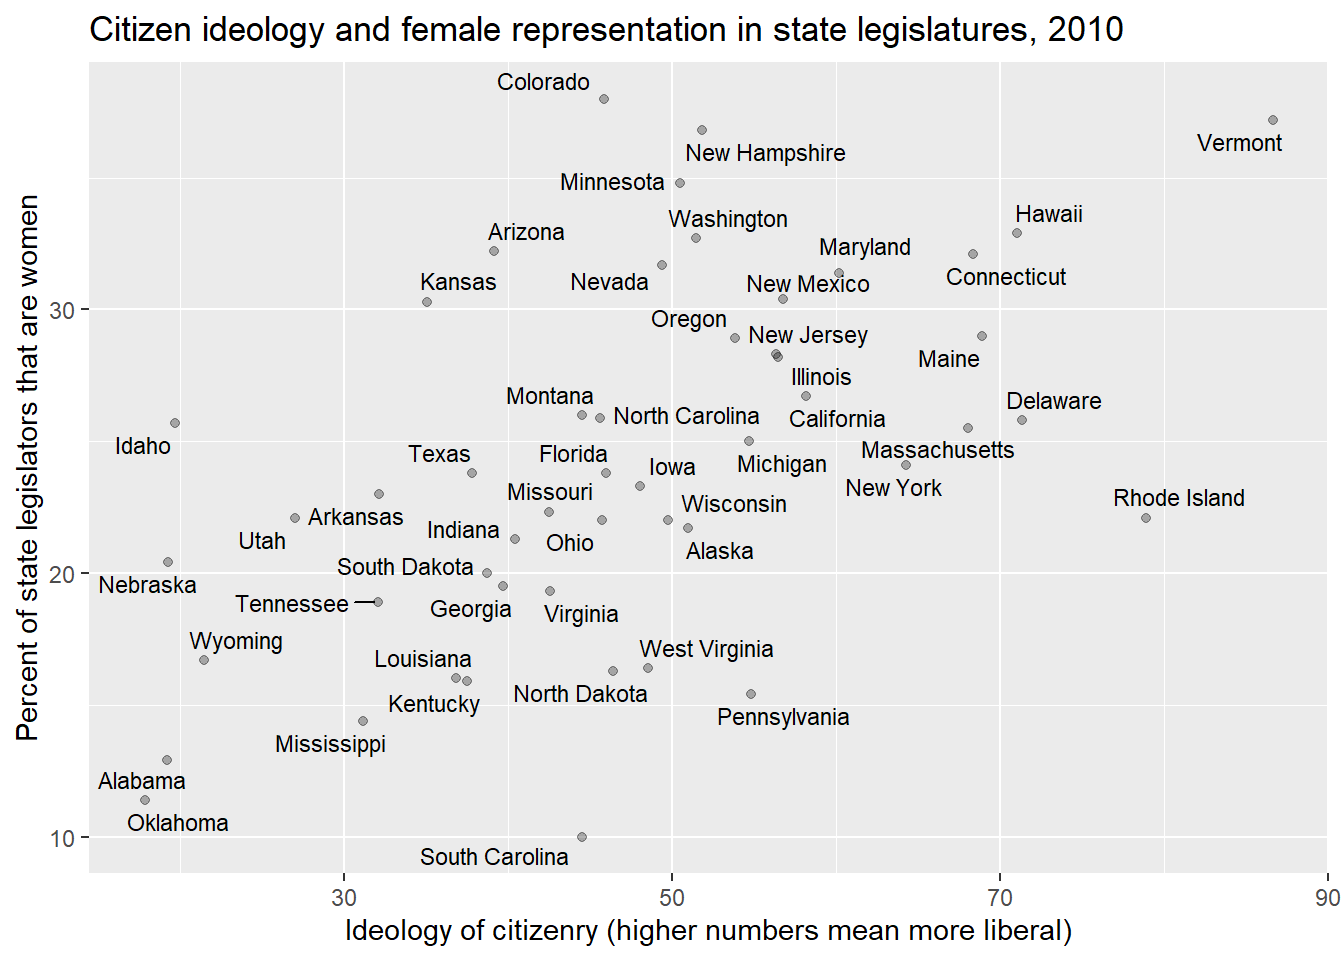 Citizen ideology and female representation in state legislatures, 2010
Colorado
Vermont
New Hampshire
Minnesota
Washington
Hawaii
Arizona
Maryland
Connecticut
Kansas
Nevada
New Mexico
30
Oregon
New Jersey
Maine
Illinois
Montana
Delaware
North Carolina
California
Idaho
Texas
Florida
Massachusetts
Iowa
Michigan
New York
Missouri
Rhode Island
Wisconsin
Arkansas
Indiana
Utah
Ohio
Alaska
South Dakota
20
Nebraska
Tennessee
Georgia
Virginia
Wyoming
West Virginia
Louisiana
North Dakota
Kentucky
Pennsylvania
Mississippi
Alabama
Oklahoma
10
South Carolina
Percent of state legislators that are women
30
50
70
90
Ideology of citizenry (higher numbers mean more liberal)